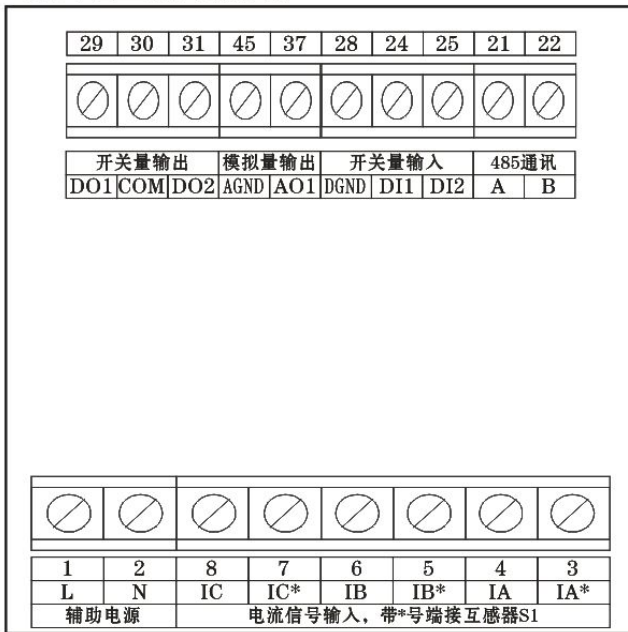 29 30 31 45 37 28 24 25 21 22
开关量输出 模拟量输出 开关量输入 485通讯
DO1 COM DO2 AGND AO1 DGND DI1 DI2 A B
1 2 8 7 6 5 4 3
L N IC IC* IB IB* IA IA*
辅助电源 电流信号输入，带*号端接互感器S1